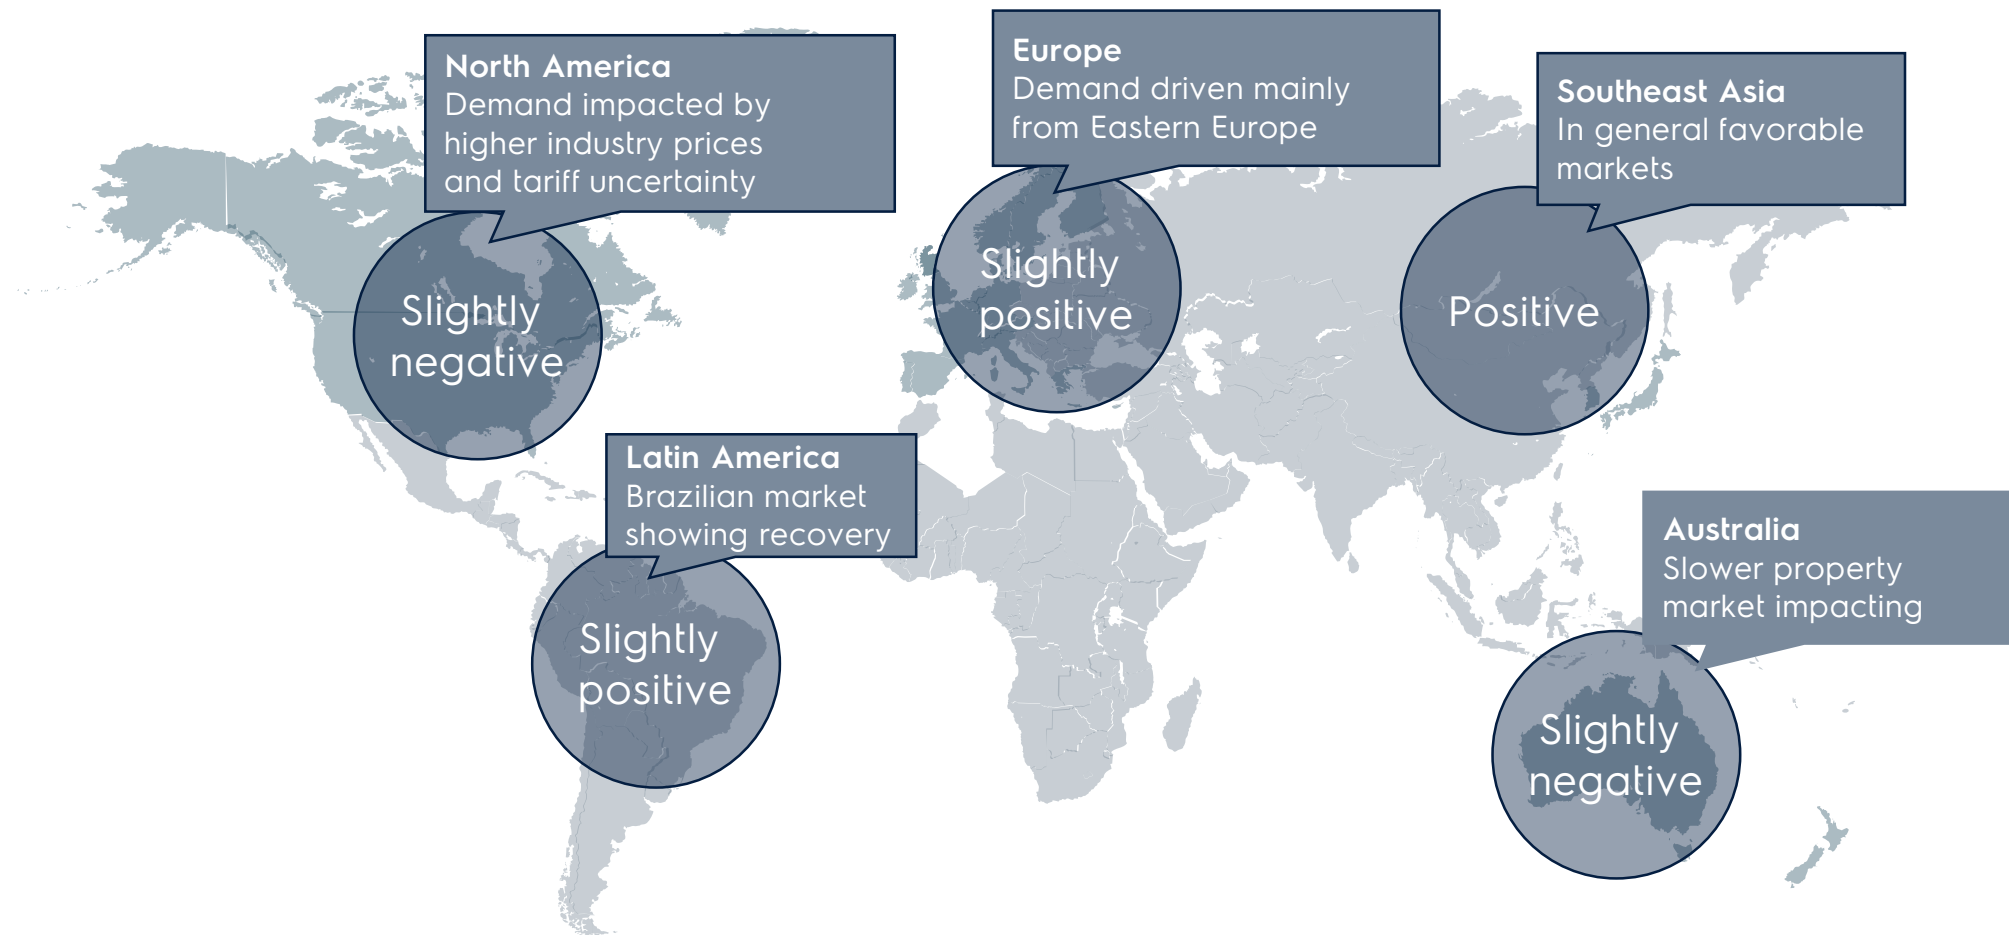 North America
Demand impacted by
higher industry prices
and tariff uncertainty
Slightly
negative
Europe
Demand driven mainly
from Eastern Europe
Slightly
positive
Southeast Asia
In general favorable
markets
Positive
Latin America
Brazilian market
showing recovery
Slightly
positive
Australia
Slower property
market impacting
Slightly
negative